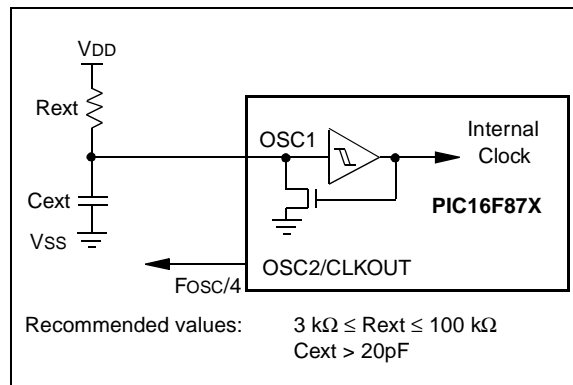 VDD
Rext
OSC1
Internal
Clock
Cext
PIC16F87X
VSS
OSC2/CLKOUT
FOSC/4
Recommended values: 3 kΩ ≤ Rext ≤ 100 kΩ
Cext > 20pF